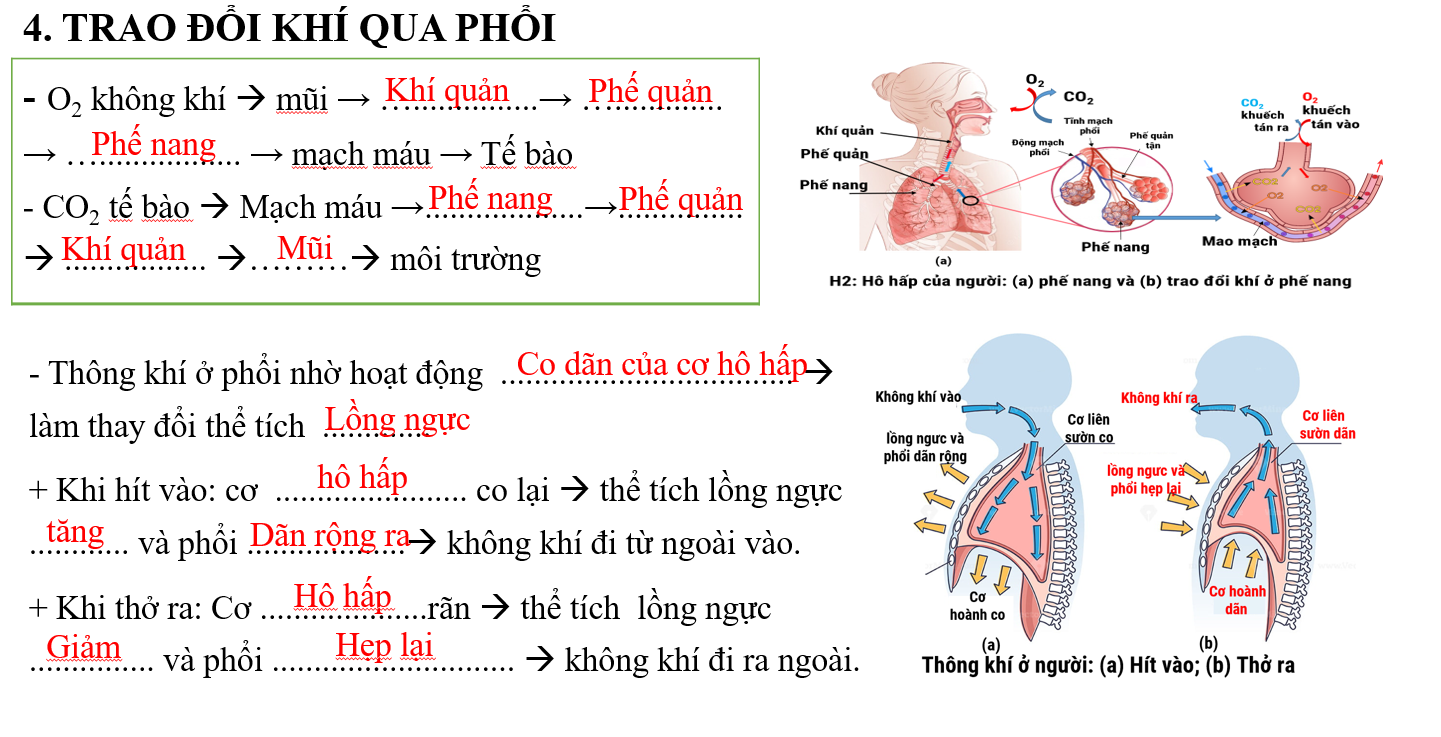 4. TRAO ĐỔI KHÍ QUA PHỔI
- O₂ không khí → mũi → Khí quản → Phế quản
→ Phế nang → mạch máu → Tế bào
- CO₂ tế bào → Mạch máu → Phế nang → Phế quản
→ Khí quản → Mũi → môi trường
O₂
CO₂
Khí quản
Phế quản
Phế nang
Tĩnh mạch
phổi
Động mạch
phổi
Phế quản
tận
Phế nang
CO₂
khuếch
tán ra
O₂
khuếch
tán vào
CO2
O2
O2
CO2
Mao mạch
(a)
H2: Hô hấp của người: (a) phế nang và (b) trao đổi khí ở phế nang
- Thông khí ở phổi nhờ hoạt động Co dãn của cơ hô hấp →
làm thay đổi thể tích Lồng ngực
+ Khi hít vào: cơ hô hấp co lại → thể tích lồng ngực
tăng và phổi Dãn rộng ra → không khí đi từ ngoài vào.
+ Khi thở ra: Cơ Hô hấp rãn → thể tích lồng ngực
Giảm và phổi Hẹp lại → không khí đi ra ngoài.
Không khí vào
lồng ngưc và
phổi dãn rộng
Cơ liên
sườn co
Cơ
hoành co
(a)
Không khí ra
Cơ liên
sườn dãn
lồng ngưc và
phổi hẹp lại
Cơ hoành
dãn
(b)
Thông khí ở người: (a) Hít vào; (b) Thở ra